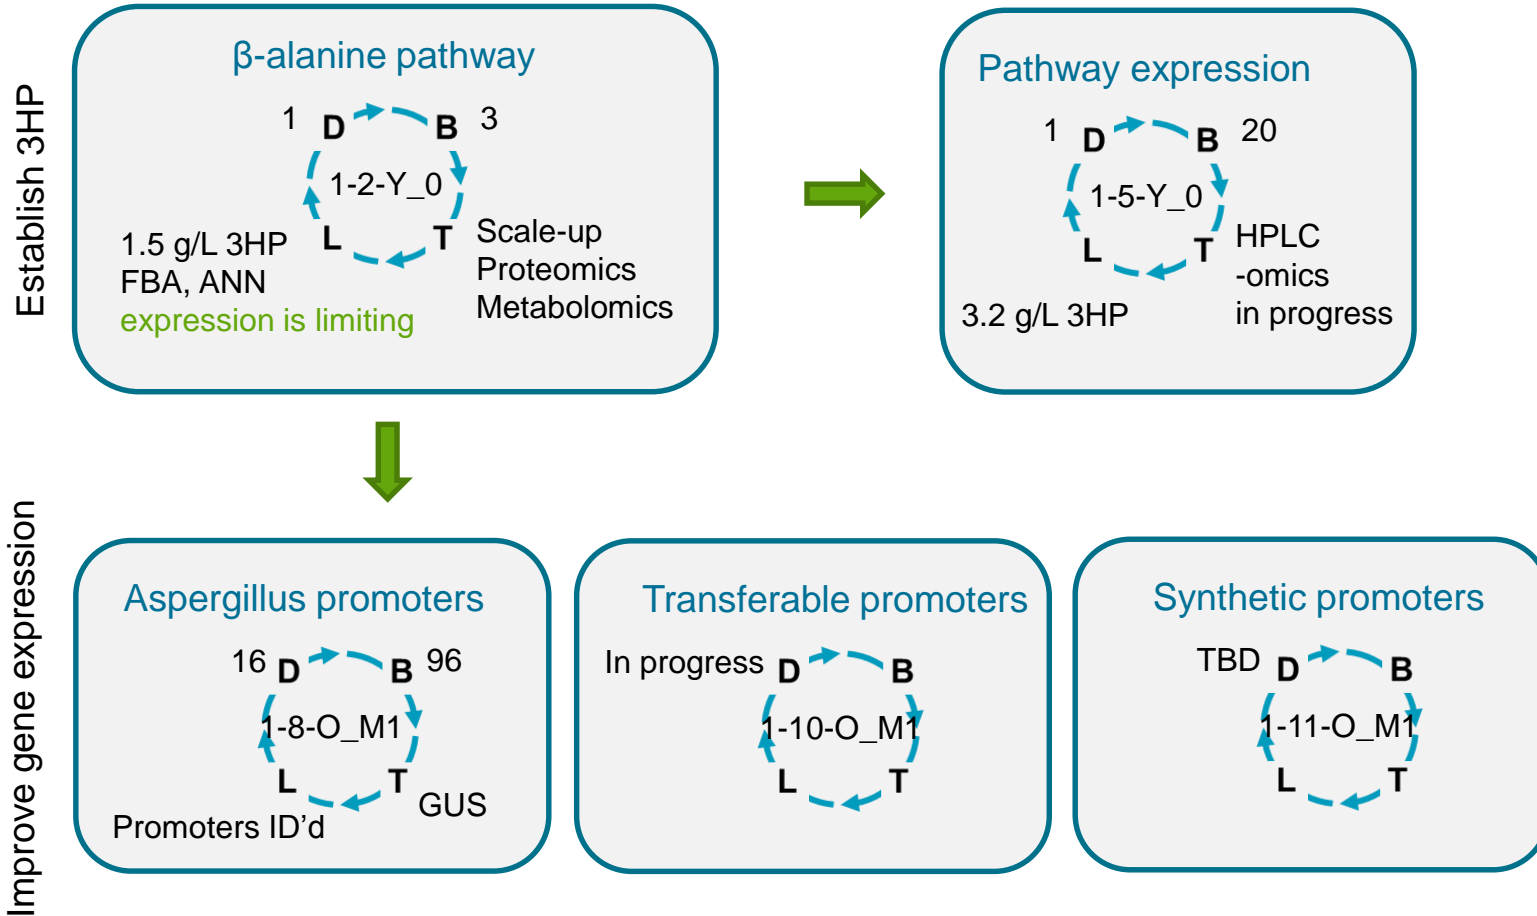 Establish 3HP
β-alanine pathway
1 D B 3
1-2-Y_0
L T
1.5 g/L 3HP
FBA, ANN
expression is limiting
Scale-up
Proteomics
Metabolomics
Pathway expression
1 D B 20
1-5-Y_0
L T
3.2 g/L 3HP
HPLC
-omics
in progress
Improve gene expression
Aspergillus promoters
16 D B 96
1-8-O_M1
L T
Promoters ID’d
GUS
Transferable promoters
In progress D B
1-10-O_M1
L T
Synthetic promoters
TBD D B
1-11-O_M1
L T